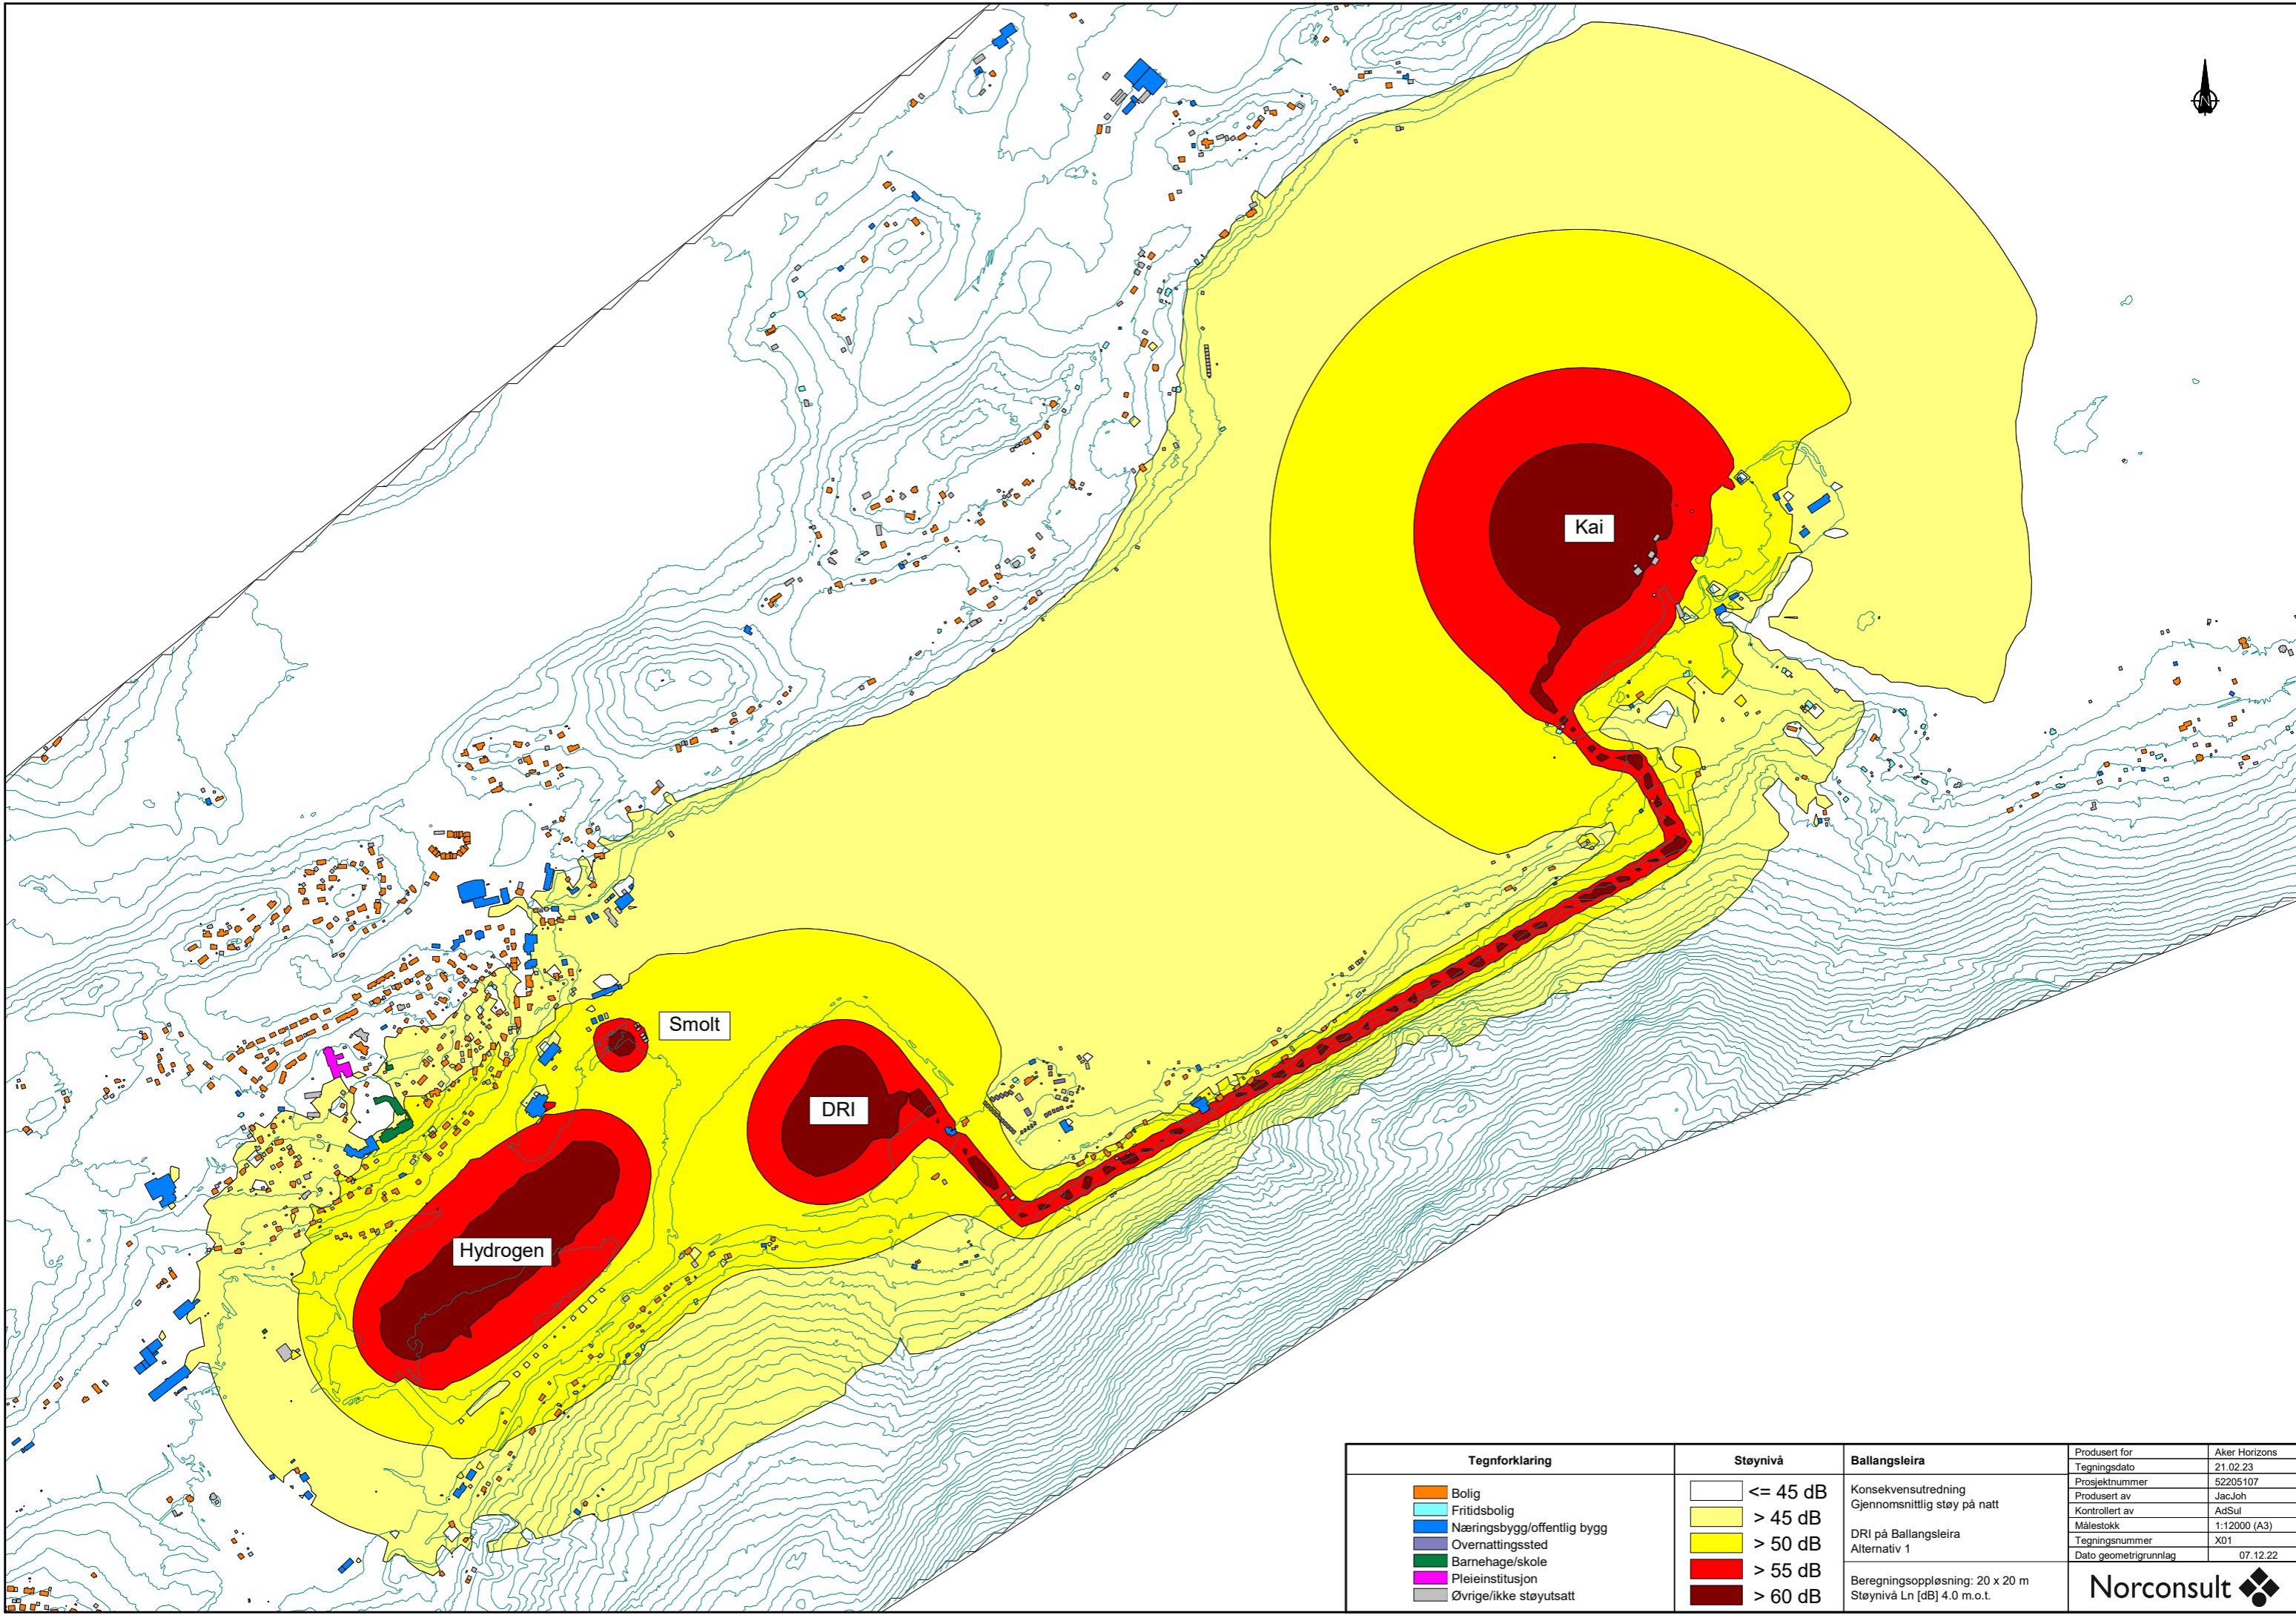 N
Kai
Smolt
DRI
Hydrogen
Tegnforklaring
Bolig
Fritidsbolig
Næringsbygg/offentlig bygg
Overnattingssted
Barnehage/skole
Pleieinstitusjon
Øvrige/ikke støyutsatt
Støynivå
<= 45 dB
> 45 dB
> 50 dB
> 55 dB
> 60 dB
Ballangsleira
Konsekvensutredning
Gjennomsnittlig støy på natt
DRI på Ballangsleira
Alternativ 1
Beregningsoppløsning: 20 x 20 m
Støynivå Ln [dB] 4.0 m.o.t.
Produsert for Aker Horizons
Tegningsdato 21.02.23
Prosjektnummer 52205107
Produsert av JacJoh
Kontrollert av AdSul
Målestokk 1:12000 (A3)
Tegningsnummer X01
Dato geometrigrunnlag 07.12.22
Norconsult